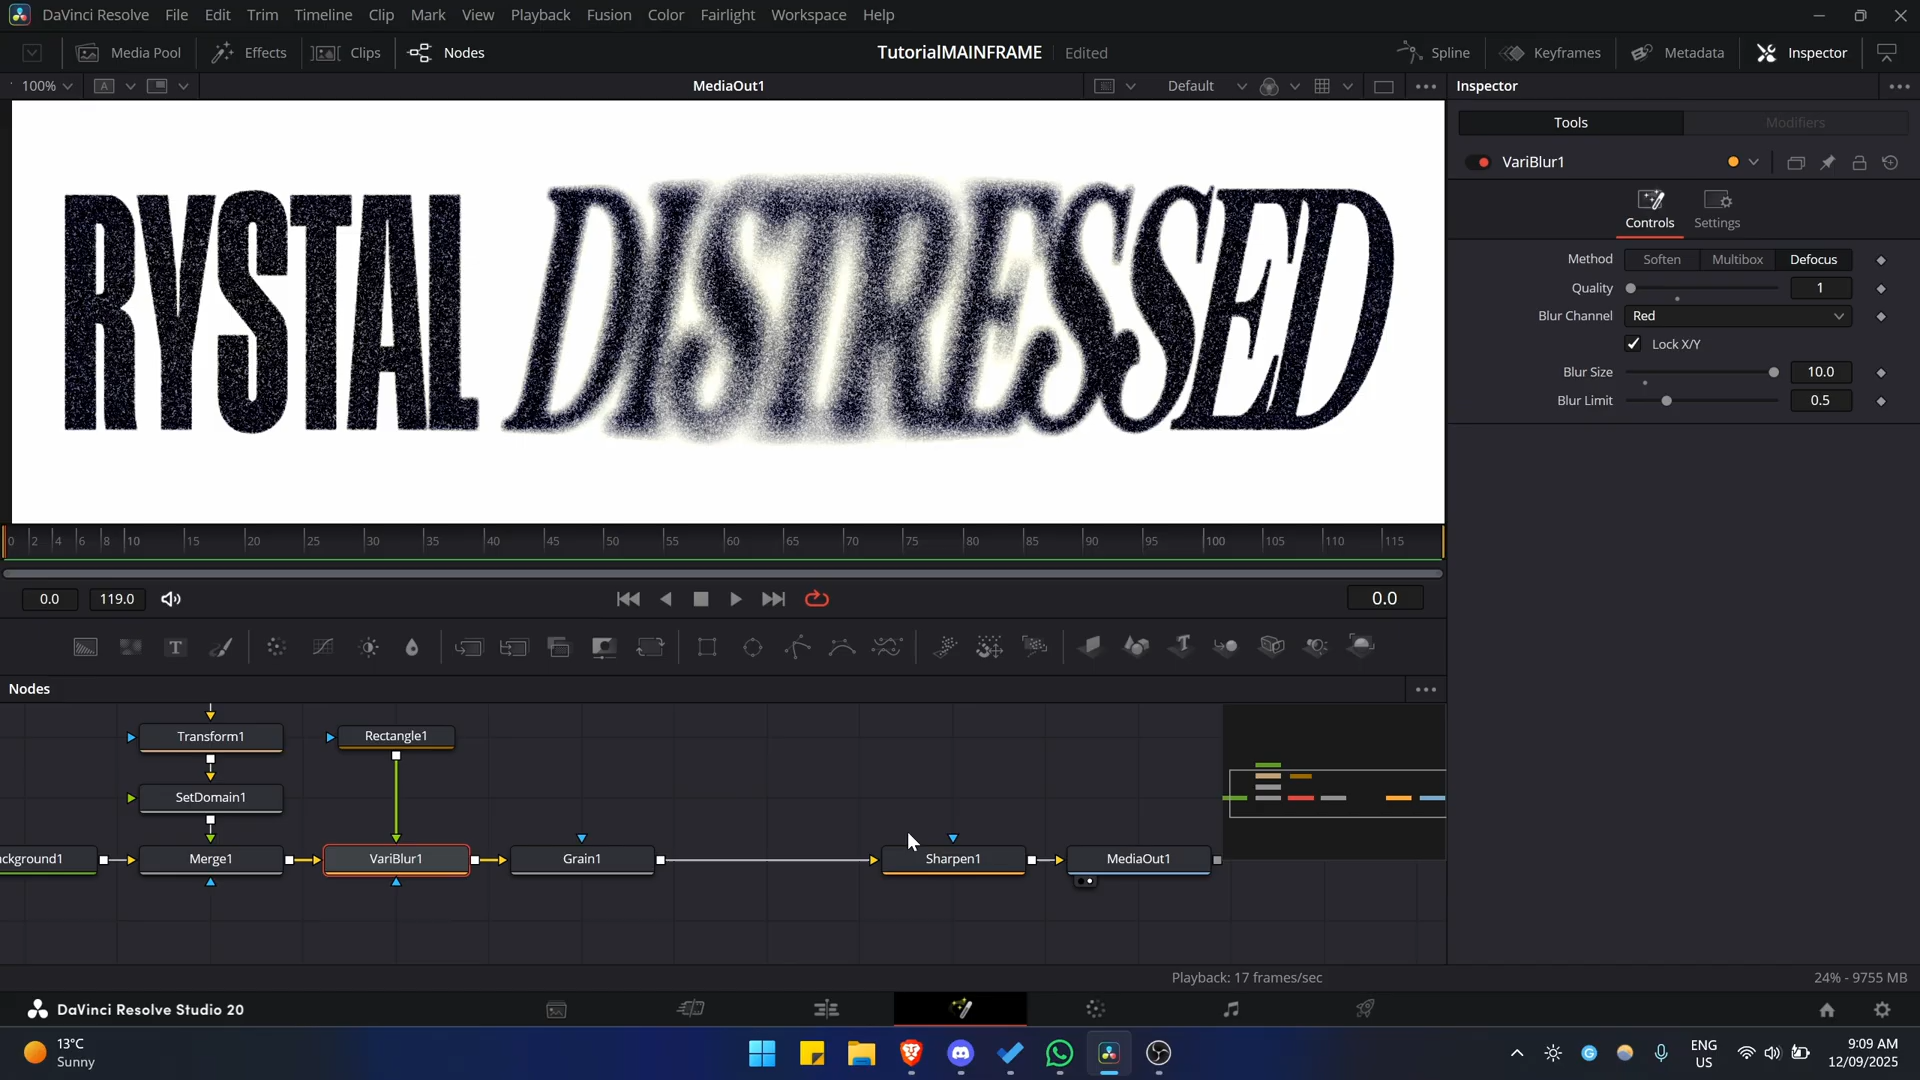 DaVinci Resolve File Edit Trim Timeline Clip Mark View Playback Fusion Color Fairlight Workspace Help
Media Pool Effects Clips Nodes TutorialMAINFRAME Edited Spline Keyframes Metadata Inspector
100% A MediaOut1 Default Inspector
Tools Modifiers
VariBlur1
Controls Settings
Method Soften Multibox Defocus
Quality 1
Blur Channel Red
Lock X/Y
Blur Size 10.0
Blur Limit 0.5
RYSTAL DISTRESSED
0 2 4 6 8 10 15 20 25 30 35 40 45 50 55 60 65 70 75 80 85 90 95 100 105 110 115
0.0 119.0 0.0
T T
Nodes
Transform1 Rectangle1
SetDomain1
ckground1 Merge1 VariBlur1 Grain1 Sharpen1 MediaOut1
Playback: 17 frames/sec 24% - 9755 MB
DaVinci Resolve Studio 20
13°C
Sunny
ENG
US
9:09 AM
12/09/2025